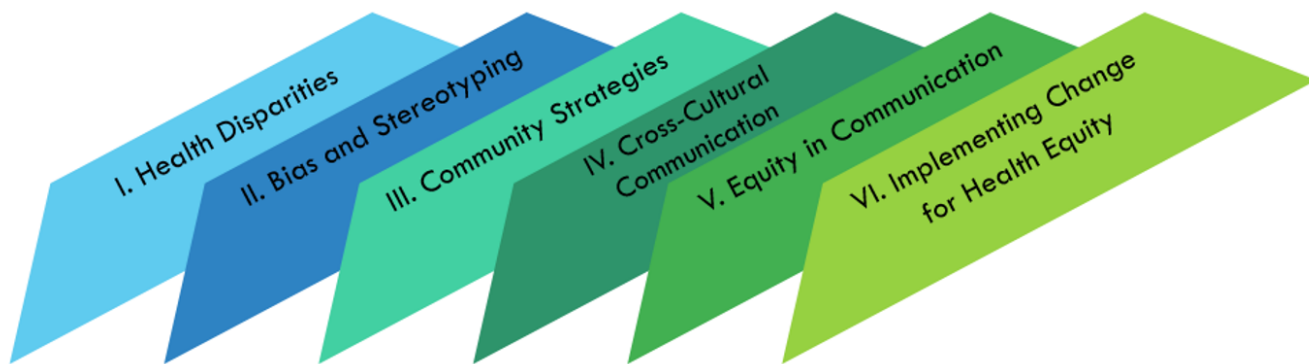 I. Health Disparities
II. Bias and Stereotyping
III. Community Strategies
IV. Cross-Cultural
Communication
V. Equity in Communication
VI. Implementing Change
for Health Equity